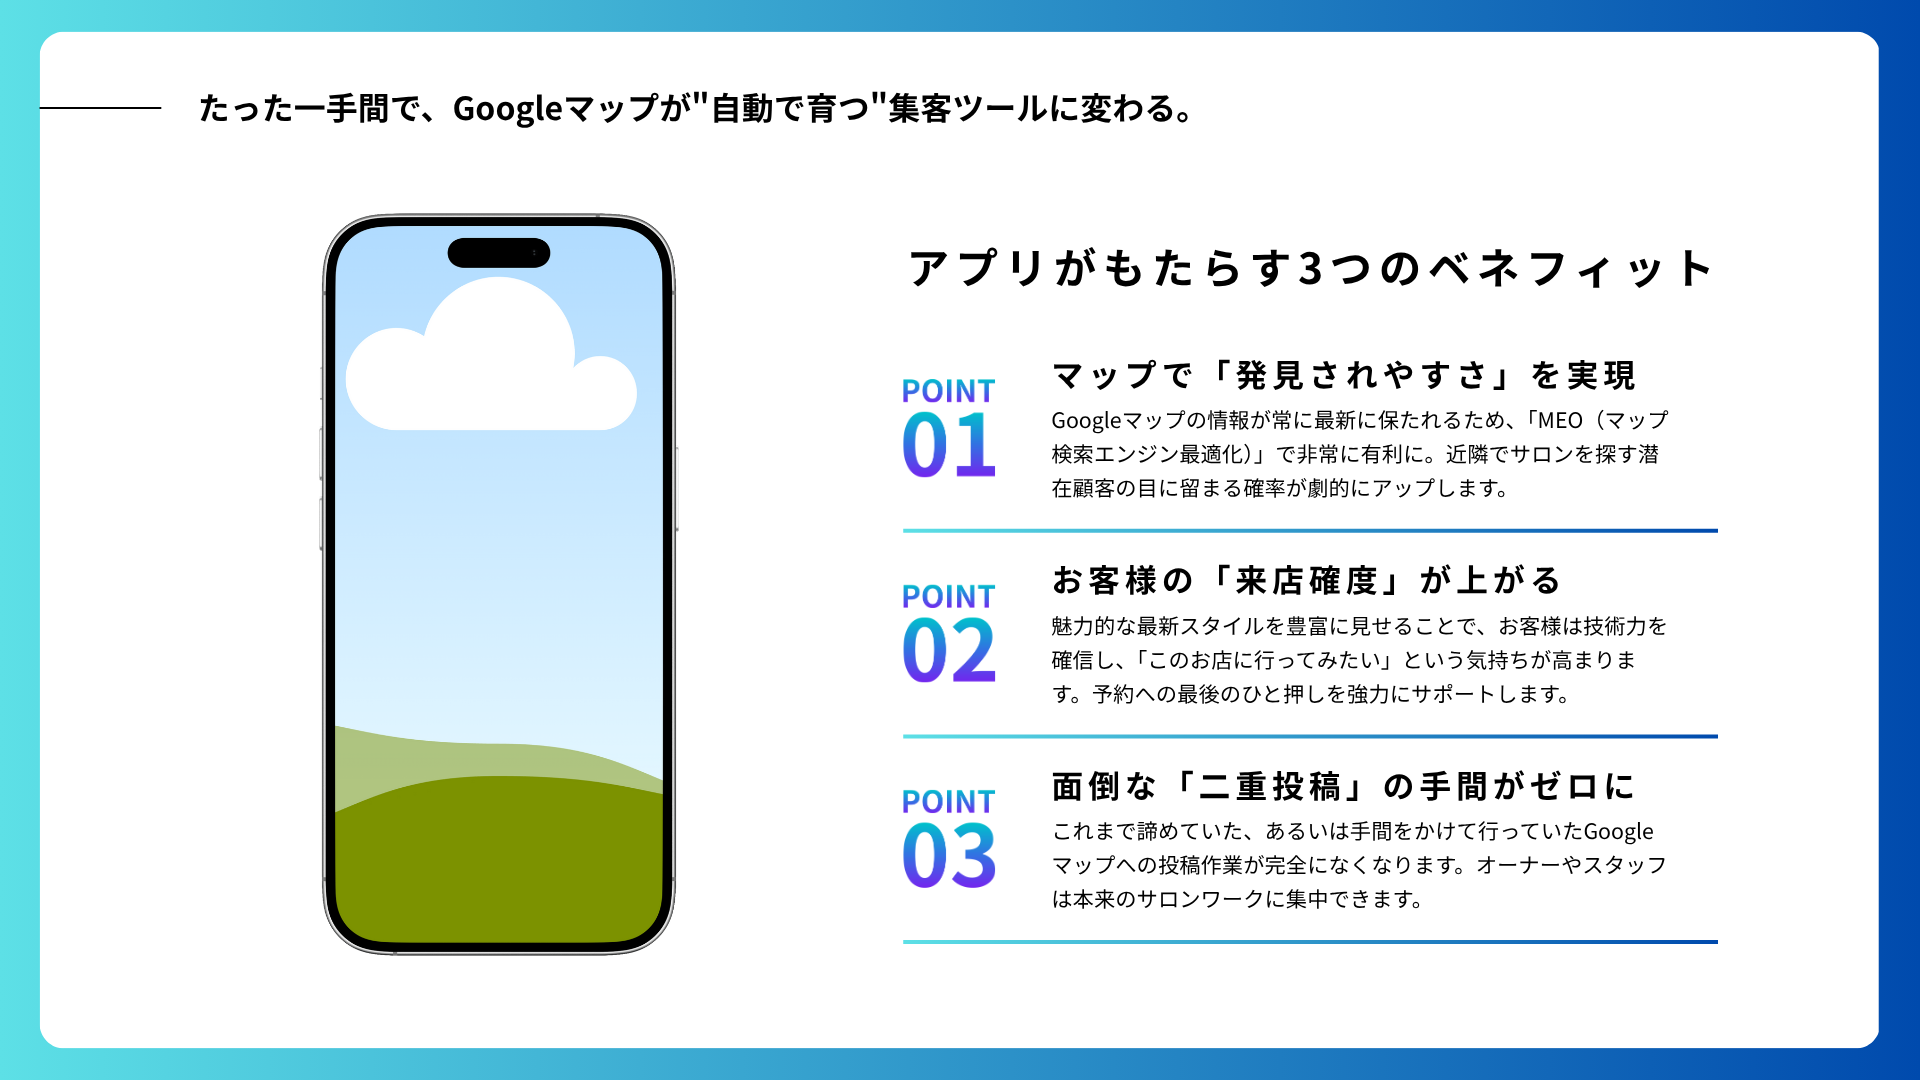 たった一手間で、Googleマップが"自動で育つ"集客ツールに変わる。
アプリがもたらす3つのベネフィット
POINT
01
マップで「発見されやすさ」を実現
Googleマップの情報が常に最新に保たれるため、「MEO（マップ
検索エンジン最適化）」で非常に有利に。近隣でサロンを探す潜
在顧客の目に留まる確率が劇的にアップします。
POINT
02
お客様の「来店確度」が上がる
魅力的な最新スタイルを豊富に見せることで、お客様は技術力を
確信し、「このお店に行ってみたい」という気持ちが高まりま
す。予約への最後のひと押しを強力にサポートします。
POINT
03
面倒な「二重投稿」の手間がゼロに
これまで諦めていた、あるいは手間をかけて行っていたGoogle
マップへの投稿作業が完全になくなります。オーナーやスタッフ
は本来のサロンワークに集中できます。